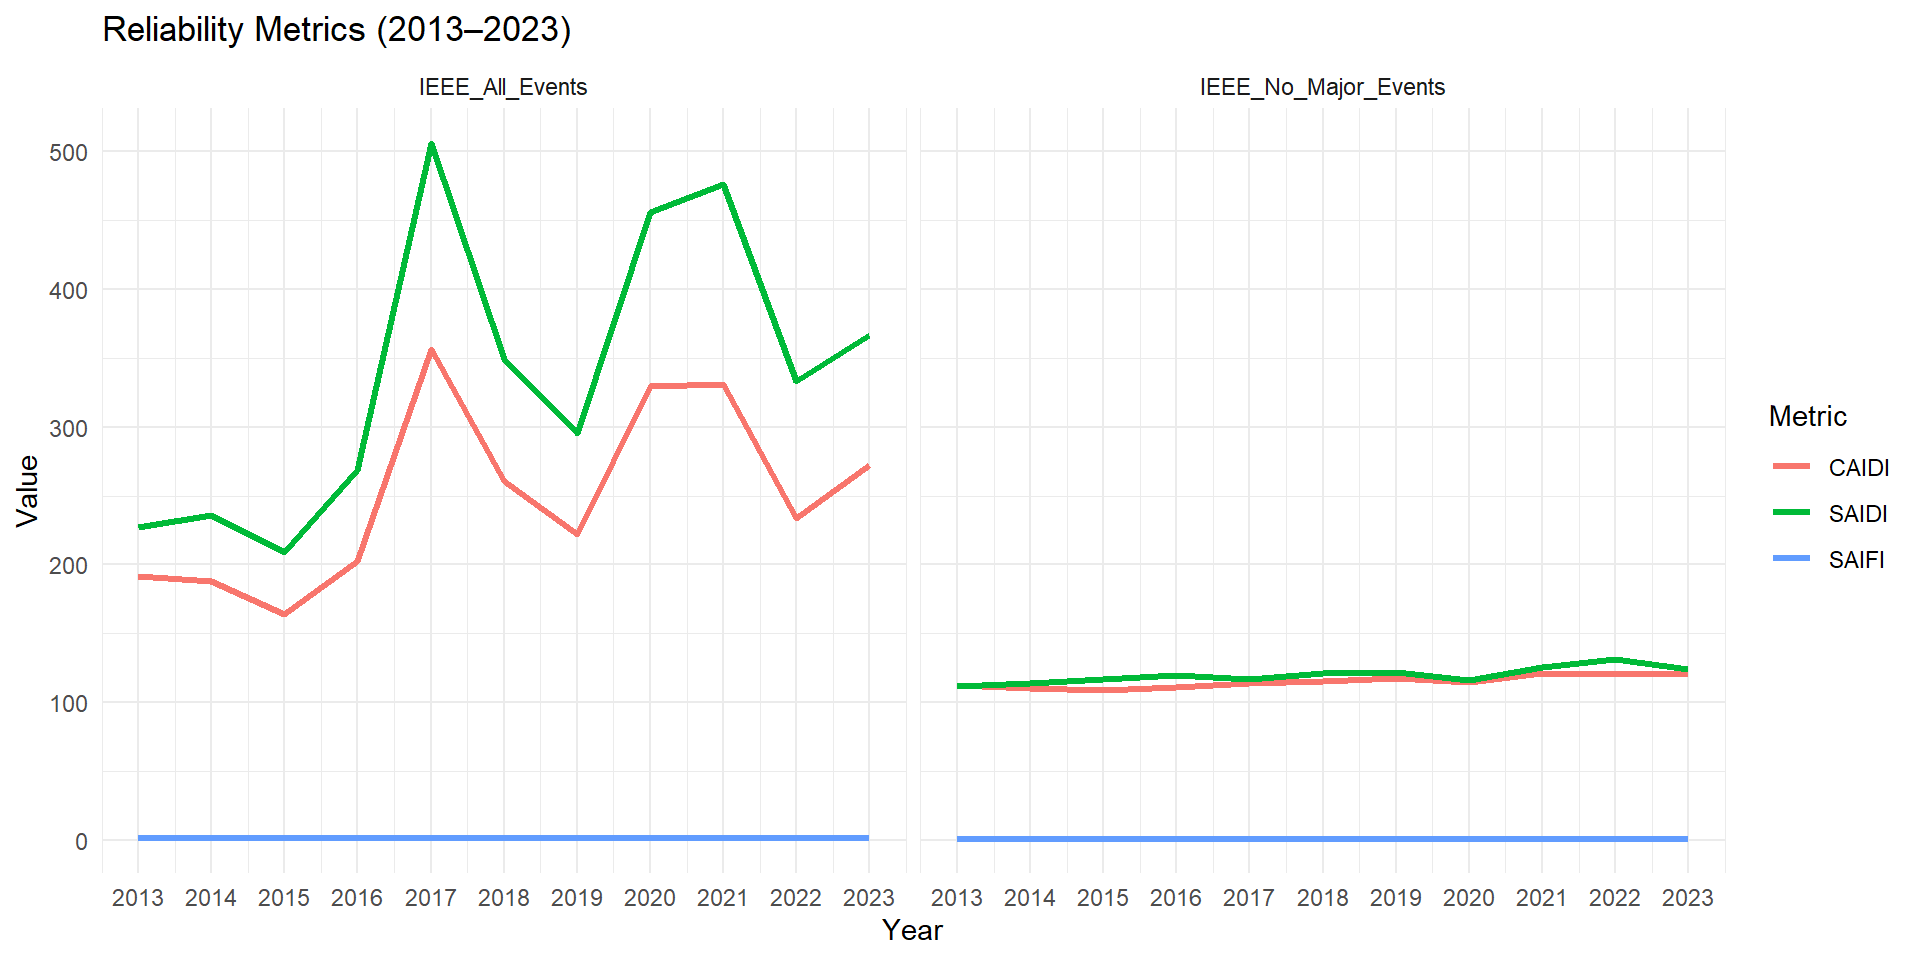 Reliability Metrics (2013–2023)
IEEE_All_Events
IEEE_No_Major_Events
500
400
300
200
100
0
Value
2013 2014 2015 2016 2017 2018 2019 2020 2021 2022 2023
2013 2014 2015 2016 2017 2018 2019 2020 2021 2022 2023
Year
Metric
CAIDI
SAIDI
SAIFI